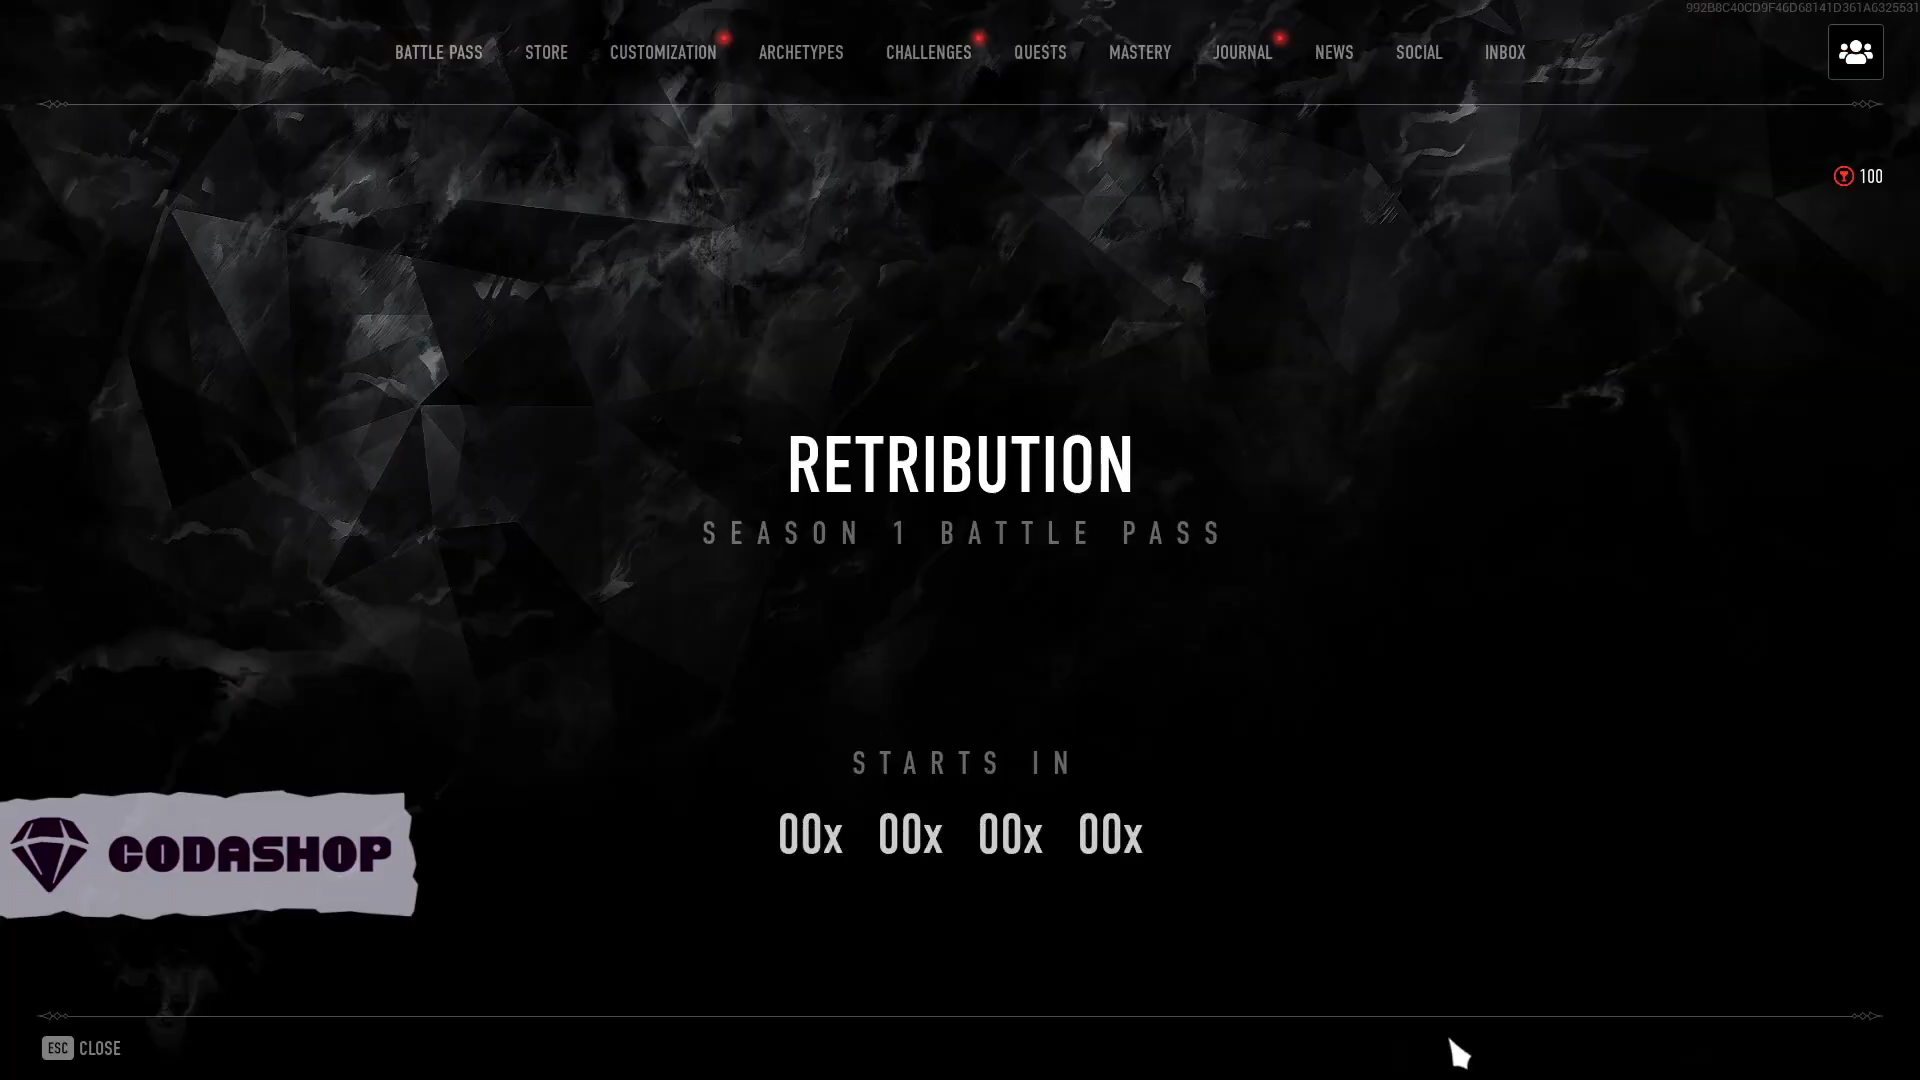 992B8C40CD9F46D68141D361A6325531
BATTLE PASS STORE CUSTOMIZATION ARCHETYPES CHALLENGES QUESTS MASTERY JOURNAL NEWS SOCIAL INBOX
100
RETRIBUTION
SEASON 1 BATTLE PASS
STARTS IN
00x 00x 00x 00x
CODASHOP
ESC CLOSE